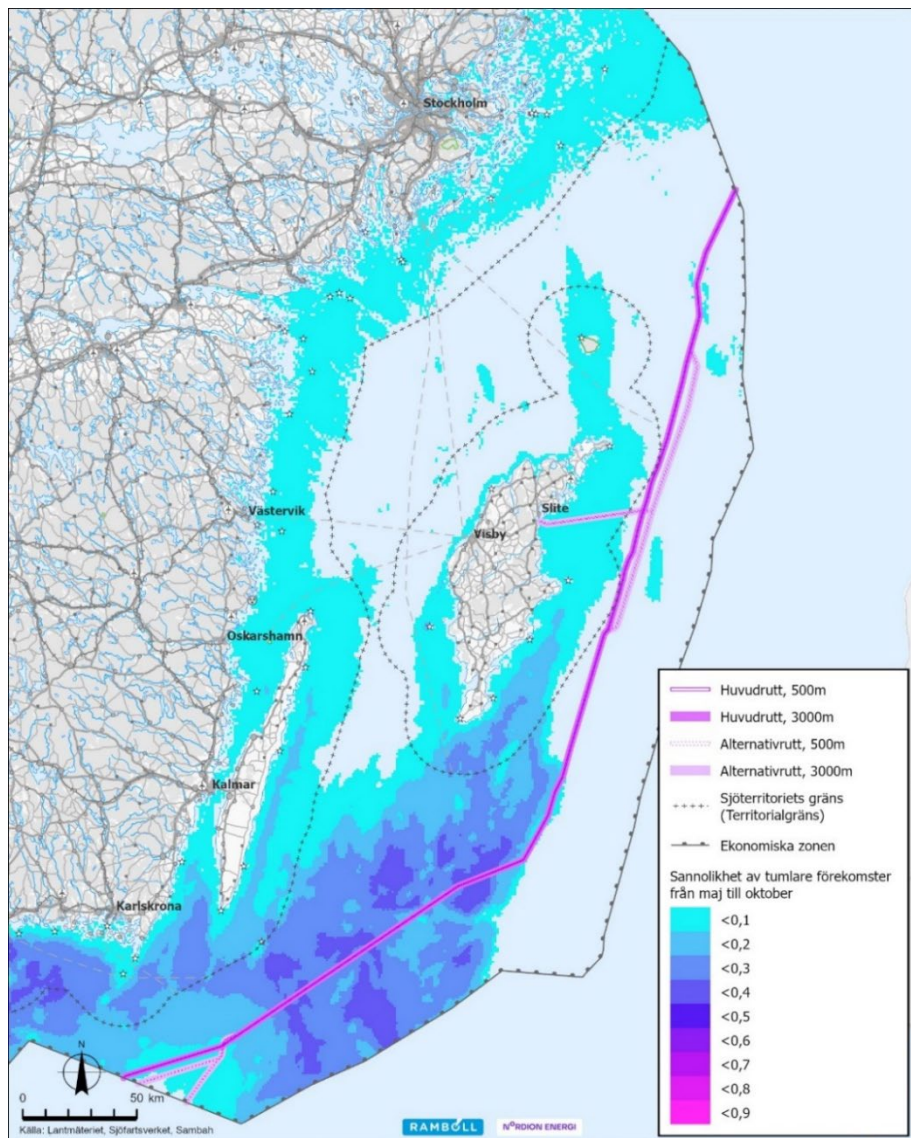 Stockholm
Västervik
Slite
Visby
Oskarshamn
Kalmar
Karlskrona
Huvudrutt, 500m
Huvudrutt, 3000m
Alternativrutt, 500m
Alternativrutt, 3000m
Sjöterritoriets gräns
(Territorialgräns)
Ekonomiska zonen
Sannolikhet av tumlare förekomster
från maj till oktober
<0,1
<0,2
<0,3
<0,4
<0,5
<0,6
<0,7
<0,8
<0,9
N
0 50 km
Källa: Lantmäteriet, Sjöfartsverket, Sambah
RAMBOLL NORDION ENERGI